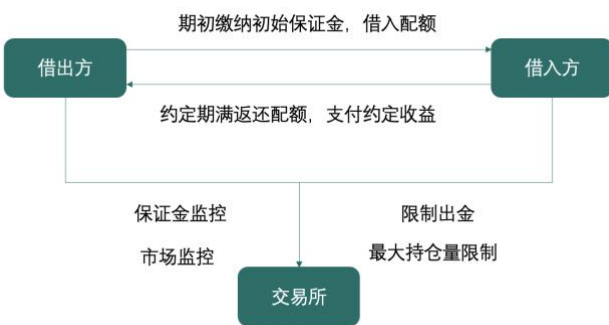 期初缴纳初始保证金，借入配额
借出方
借入方
约定期满返还配额，支付约定收益
保证金监控
限制出金
市场监控
最大持仓量限制
交易所